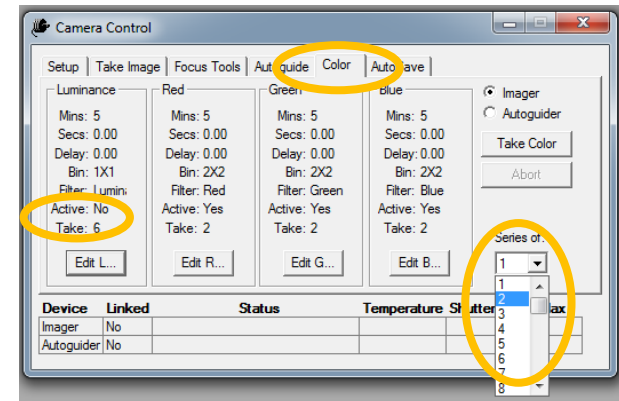 Camera Control
Setup Take Image Focus Tools Autoguide Color AutoSave
Luminance Red Green Blue
Mins: 5 Mins: 5 Mins: 5 Mins: 5
Secs: 0.00 Secs: 0.00 Secs: 0.00 Secs: 0.00
Delay: 0.00 Delay: 0.00 Delay: 0.00 Delay: 0.00
Bin: 1X1 Bin: 2X2 Bin: 2X2 Bin: 2X2
Filter: Lumina Filter: Red Filter: Green Filter: Blue
Active: No Active: Yes Active: Yes Active: Yes
Take: 6 Take: 2 Take: 2 Take: 2
Edit L... Edit R... Edit G... Edit B...
Imager
Autoguider
Take Color
Abort
Series of:
1
1
2
3
4
5
6
7
8
Device Linked Status Temperature
Imager No
Autoguider No